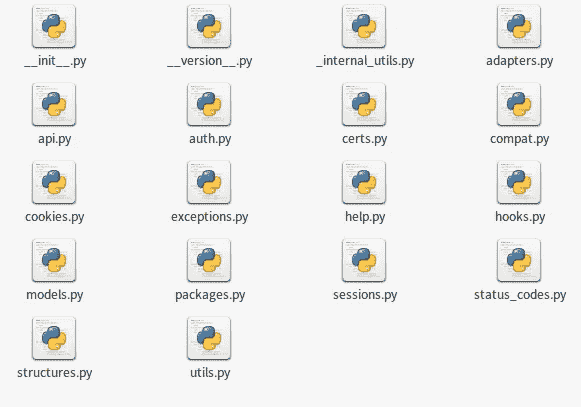 __init__.py __version__.py _internal_utils.py adapters.py
api.py auth.py certs.py compat.py
cookies.py exceptions.py help.py hooks.py
models.py packages.py sessions.py status_codes.py
structures.py utils.py